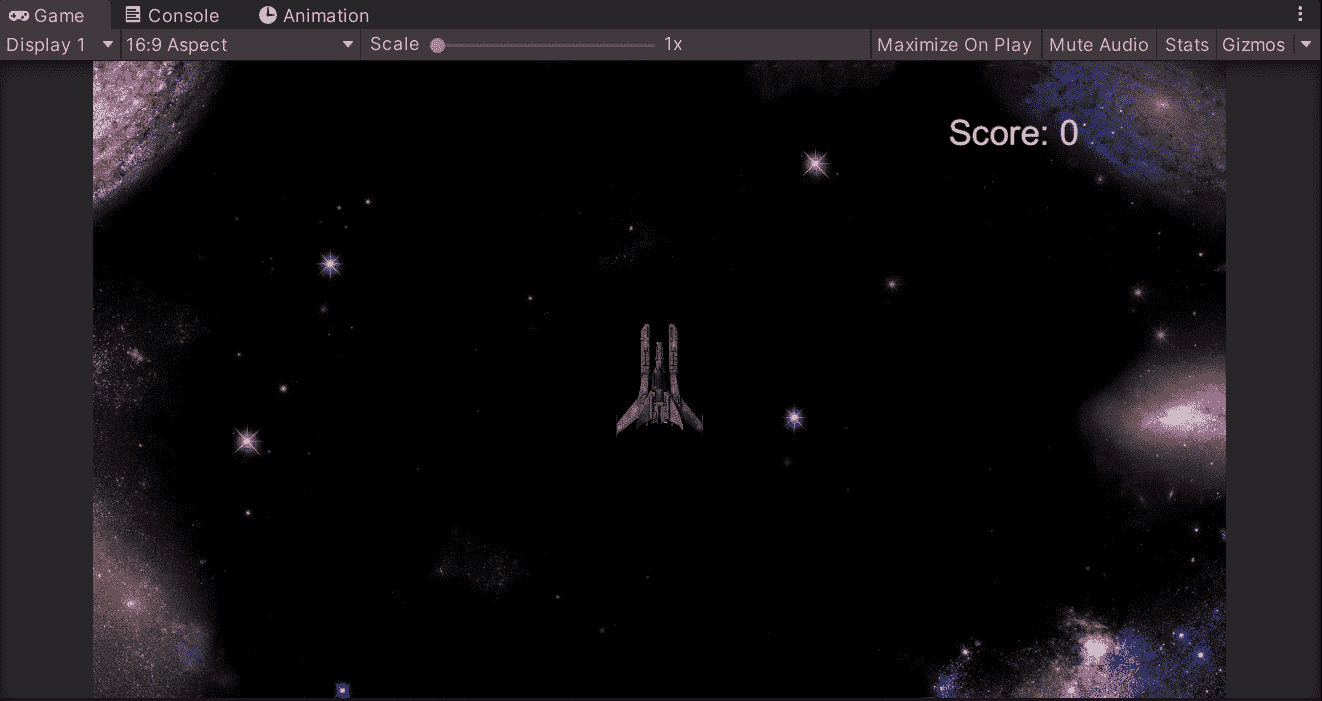 Game Console Animation
Display 1 16:9 Aspect Scale 1x Maximize On Play Mute Audio Stats Gizmos
Score: 0